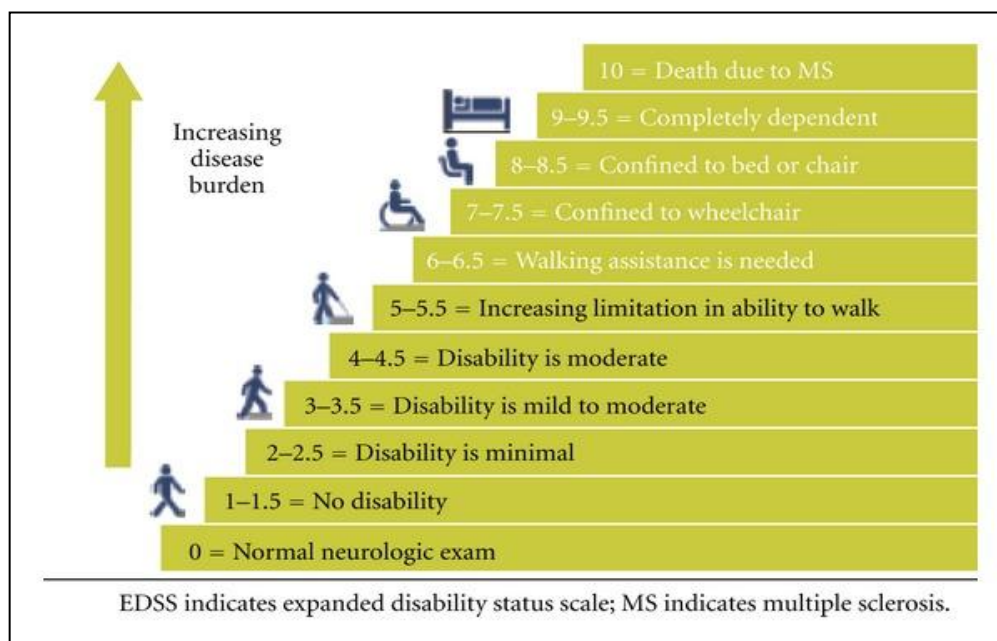 10 = Death due to MS
9–9.5 = Completely dependent
Increasing
disease
burden
8–8.5 = Confined to bed or chair
7–7.5 = Confined to wheelchair
6–6.5 = Walking assistance is needed
5–5.5 = Increasing limitation in ability to walk
4–4.5 = Disability is moderate
3–3.5 = Disability is mild to moderate
2–2.5 = Disability is minimal
1–1.5 = No disability
0 = Normal neurologic exam
EDSS indicates expanded disability status scale; MS indicates multiple sclerosis.